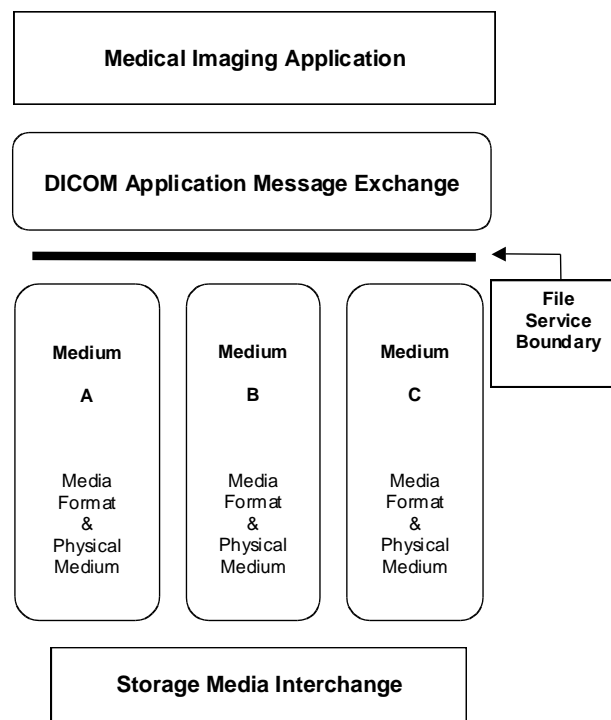 Medical Imaging Application
DICOM Application Message Exchange
File
Service
Boundary
Medium
A
Media
Format
&
Physical
Medium
Medium
B
Media
Format
&
Physical
Medium
Medium
C
Media
Format
&
Physical
Medium
Storage Media Interchange